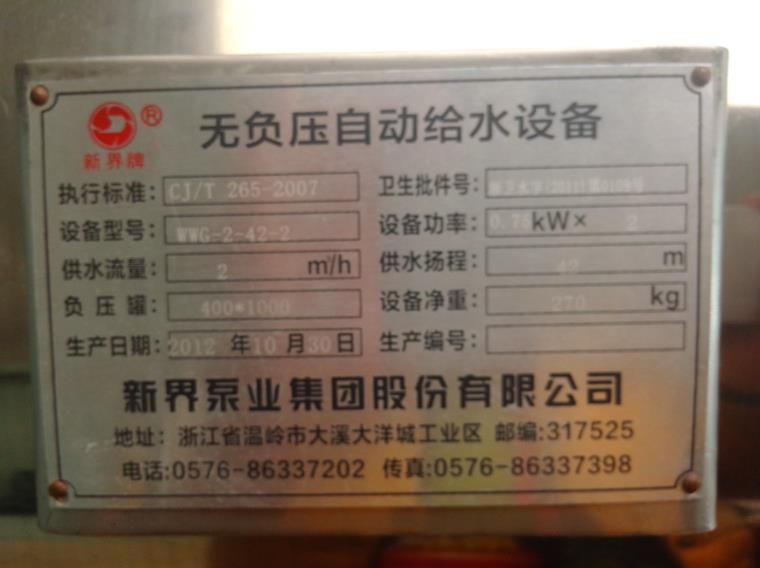 新界牌 ® 无负压自动给水设备
执行标准: CJ/T 265-2007 卫生批件号:
设备型号: WWG-2-42-2 设备功率: 0.75kW× 2
供水流量: 2 m³/h 供水扬程: 42 m
负压罐: 400*1000 设备净重: 270 kg
生产日期: 2012 年 10 月 30 日 生产编号:
新界泵业集团股份有限公司
地址: 浙江省温岭市大溪大洋城工业区 邮编:317525
电话:0576-86337202 传真:0576-86337398